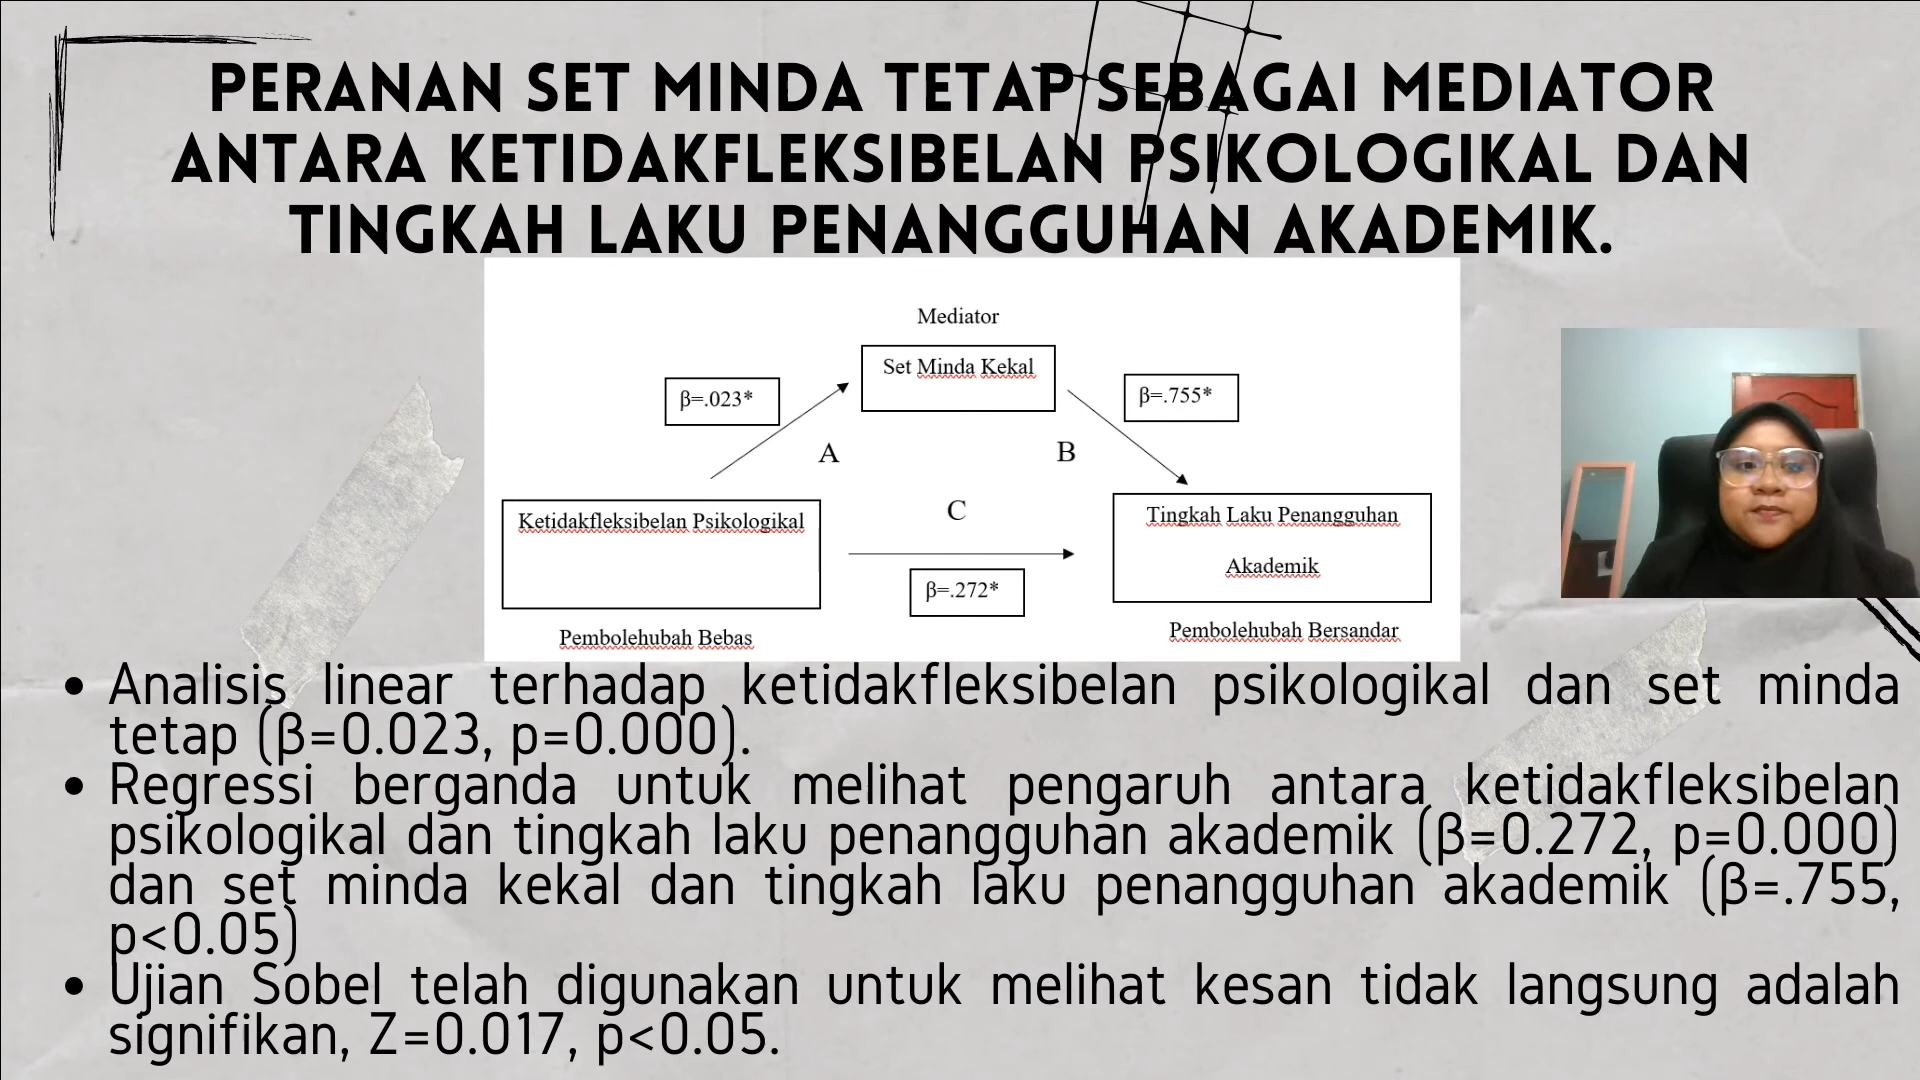 PERANAN SET MINDA TETAP SEBAGAI MEDIATOR
ANTARA KETIDAKFLEKSIBELAN PSIKOLOGIKAL DAN
TINGKAH LAKU PENANGGUHAN AKADEMIK.
Mediator
Set Minda Kekal
β=.023*
β=.755*
A
B
C
Ketidakfleksibelan Psikologikal
Tingkah Laku Penangguhan
Akademik
β=.272*
Pembolehubah Bebas
Pembolehubah Bersandar
• Analisis linear terhadap ketidakfleksibelan psikologikal dan set minda
tetap (β=0.023, p=0.000).
• Regressi berganda untuk melihat pengaruh antara ketidakfleksibelan
psikologikal dan tingkah laku penangguhan akademik (β=0.272, p=0.000)
dan set minda kekal dan tingkah laku penangguhan akademik (β=.755,
p<0.05)
• Ujian Sobel telah digunakan untuk melihat kesan tidak langsung adalah
signifikan, Z=0.017, p<0.05.